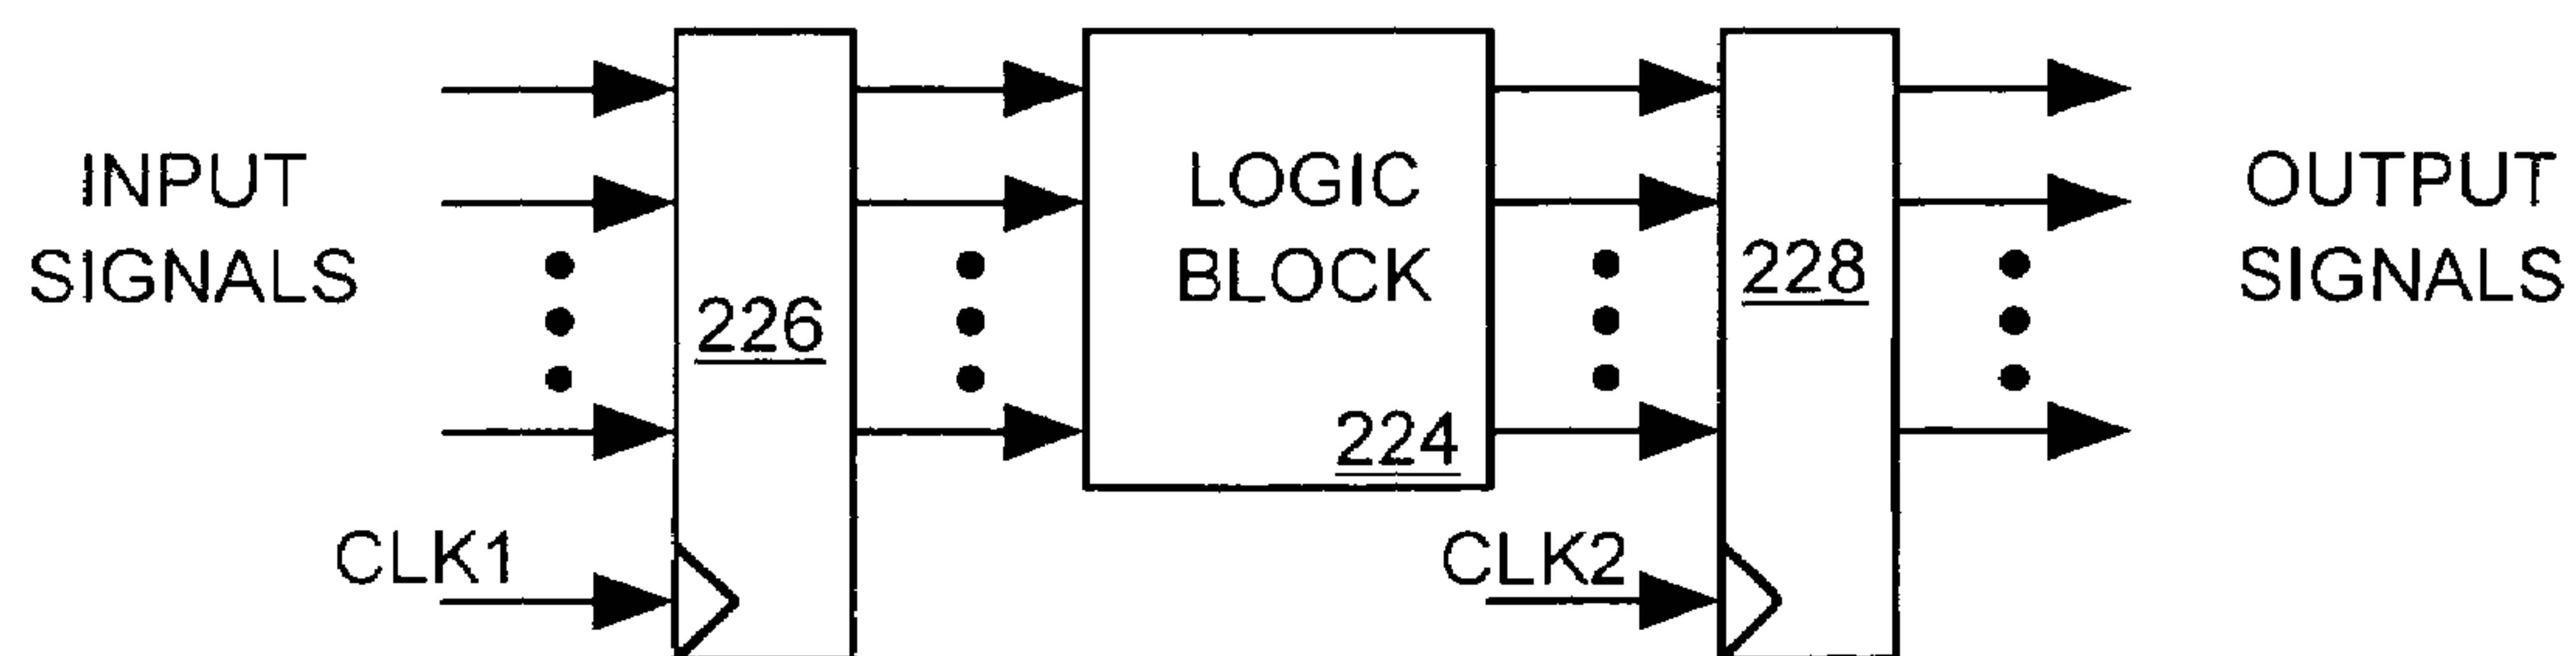 INPUT
SIGNALS
226
LOGIC
BLOCK
224
228
OUTPUT
SIGNALS
CLK1
CLK2